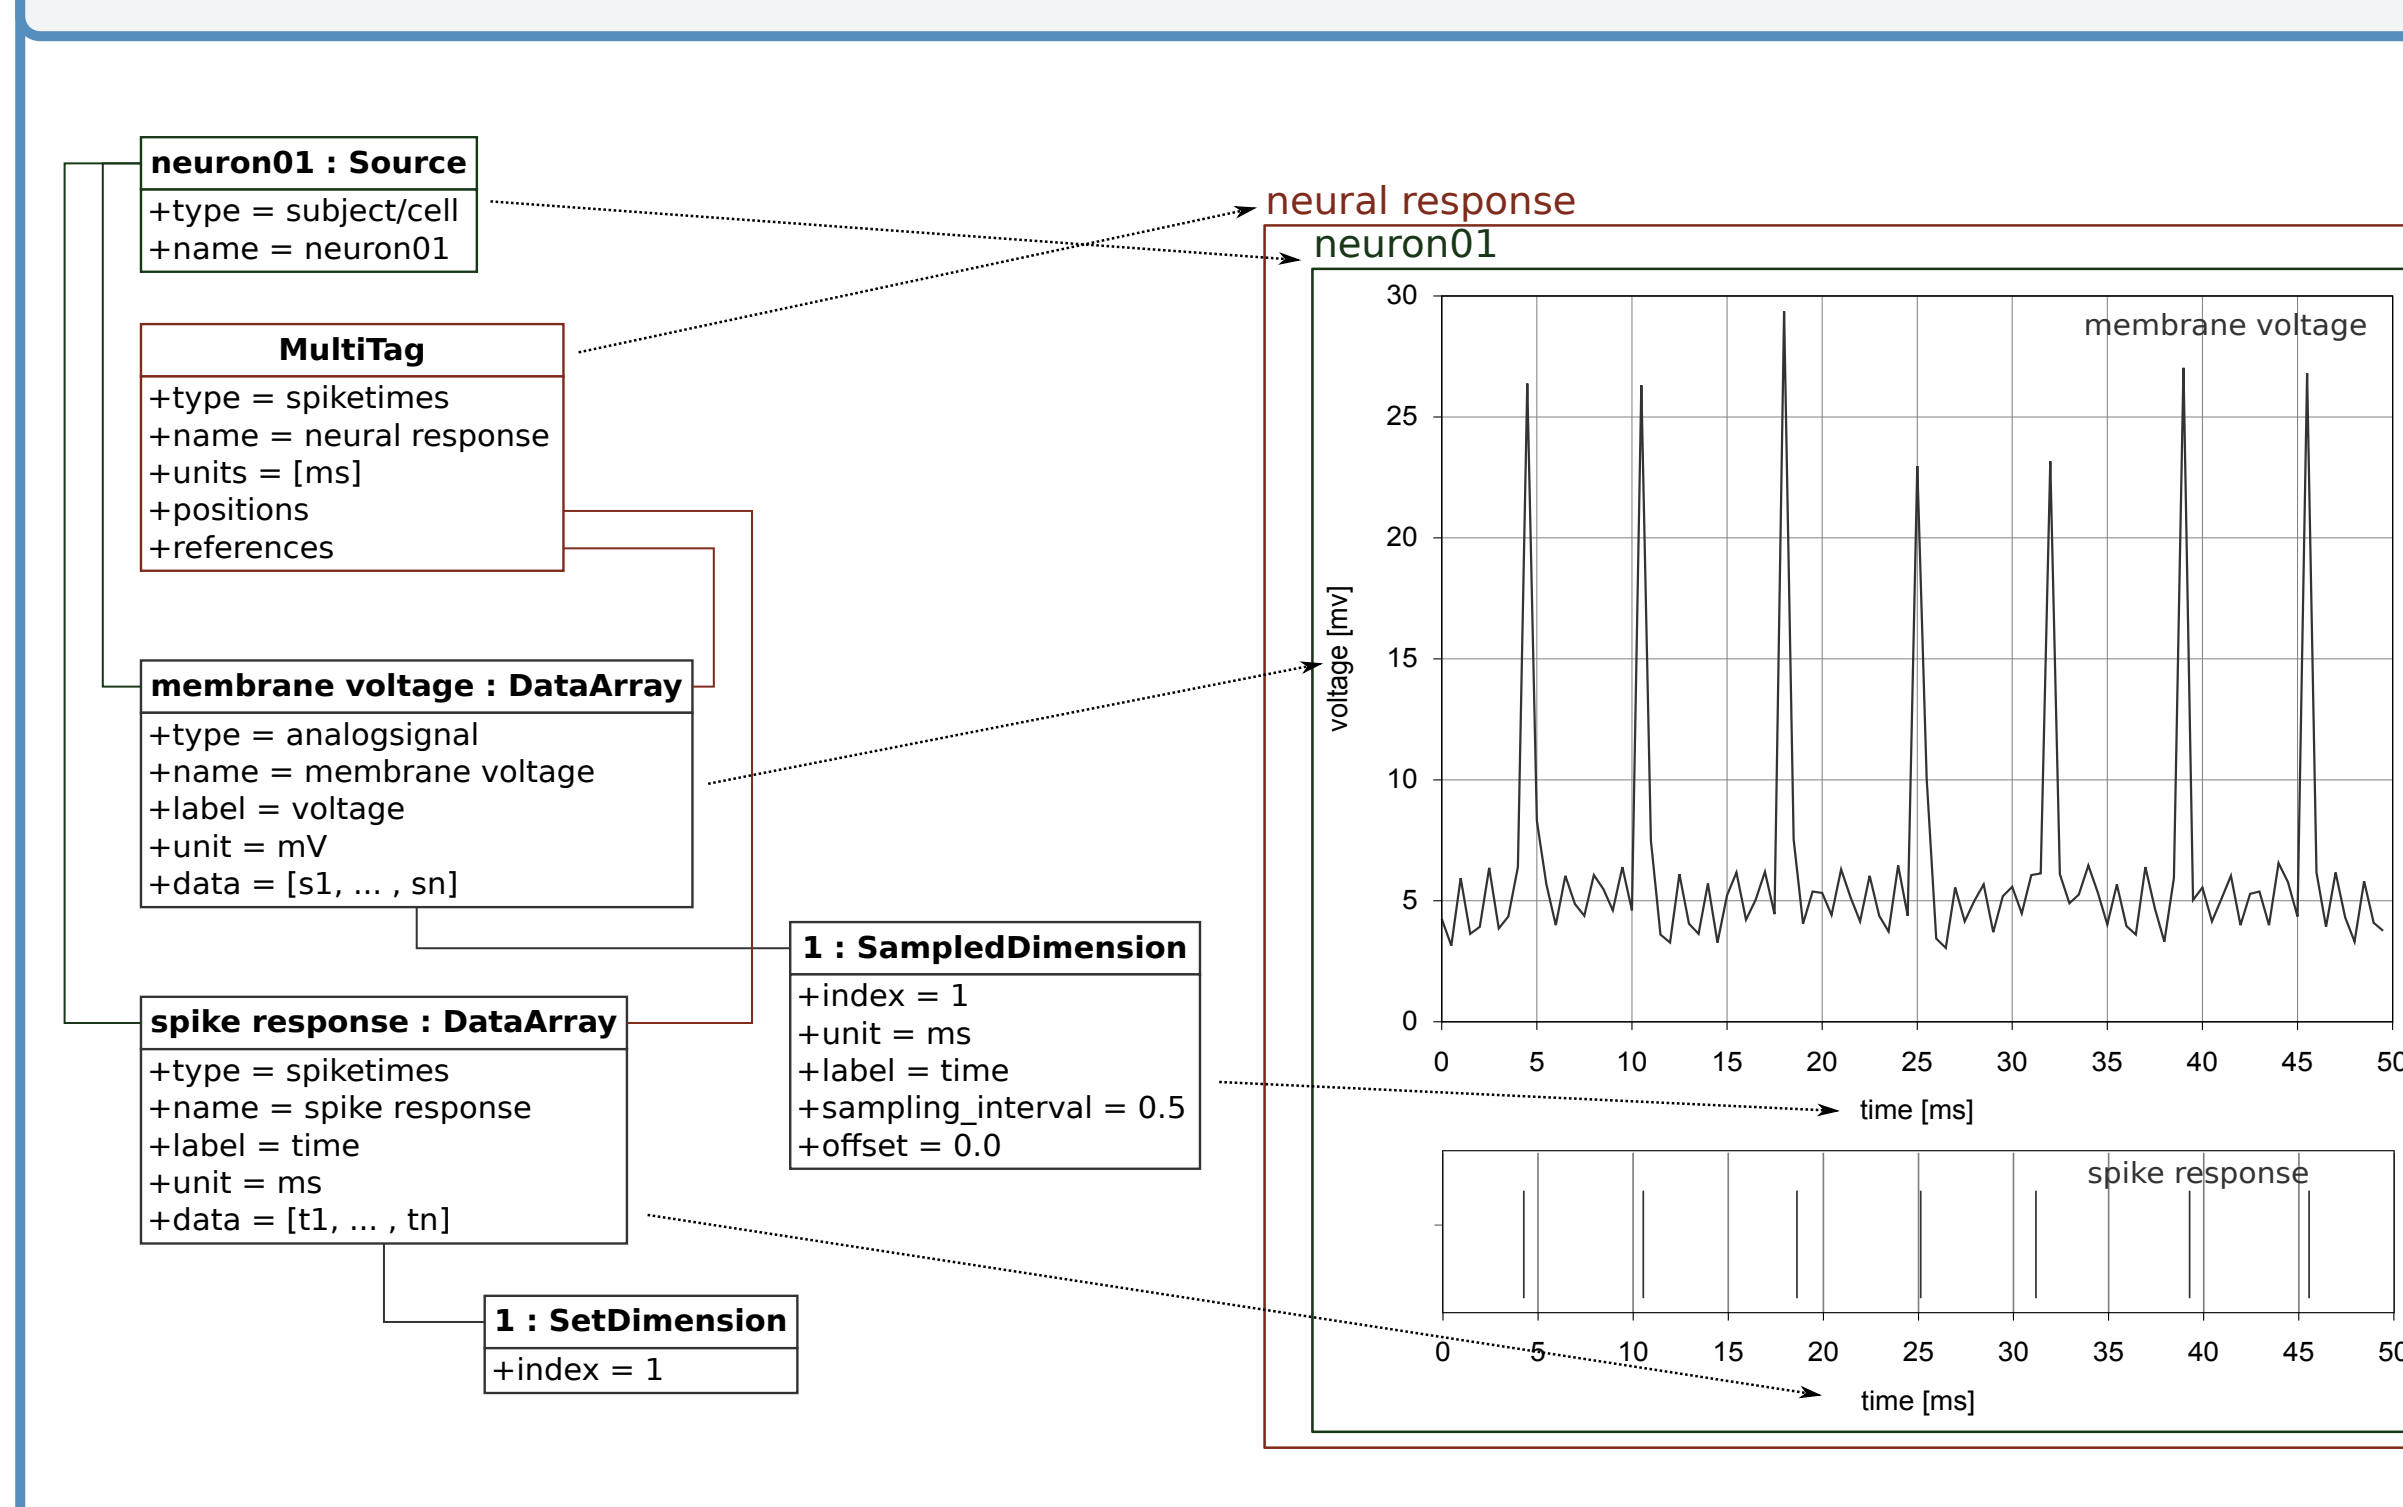 neuron01 : Source
+type = subject/cell
+name = neuron01
MultiTag
+type = spiketimes
+name = neural response
+units = [ms]
+positions
+references
membrane voltage : DataArray
+type = analogsignal
+name = membrane voltage
+label = voltage
+unit = mV
+data = [s1, ... , sn]
1 : SampledDimension
+index = 1
+unit = ms
+label = time
+sampling_interval = 0.5
+offset = 0.0
spike response : DataArray
+type = spiketimes
+name = spike response
+label = time
+unit = ms
+data = [t1, ... , tn]
1 : SetDimension
+index = 1
neural response
neuron01
membrane voltage
30
25
20
15
10
5
0
voltage [mv]
0 5 10 15 20 25 30 35 40 45 50
time [ms]
spike response
0 5 10 15 20 25 30 35 40 45 50
time [ms]